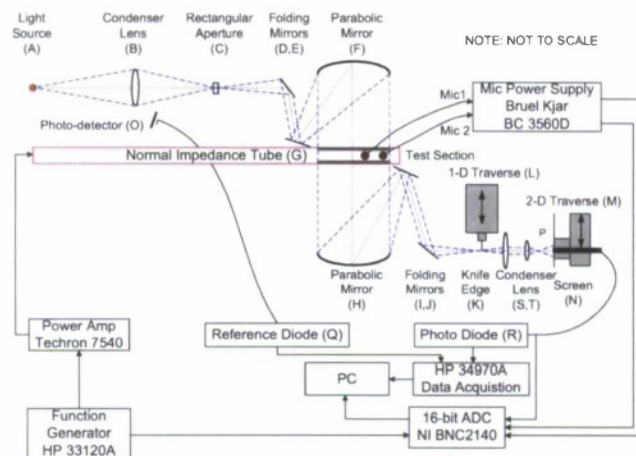 Light
Source
(A)
Condenser
Lens
(B)
Rectangular
Aperture
(C)
Folding
Mirrors
(D,E)
Parabolic
Mirror
(F)
NOTE: NOT TO SCALE
Mic1
Mic 2
Mic Power Supply
Bruel Kjar
BC 3560D
Photo-detector (O)
Normal Impedance Tube (G)
Test Section
1-D Traverse (L)
2-D Traverse (M)
P
Parabolic
Mirror
(H)
Folding
Mirrors
(I,J)
Knife
Edge
(K)
Condenser
Lens
(S,T)
Screen
(N)
Power Amp
Techron 7540
Reference Diode (Q)
Photo Diode (R)
PC
HP 34970A
Data Acquistion
Function
Generator
HP 33120A
16-bit ADC
NI BNC2140